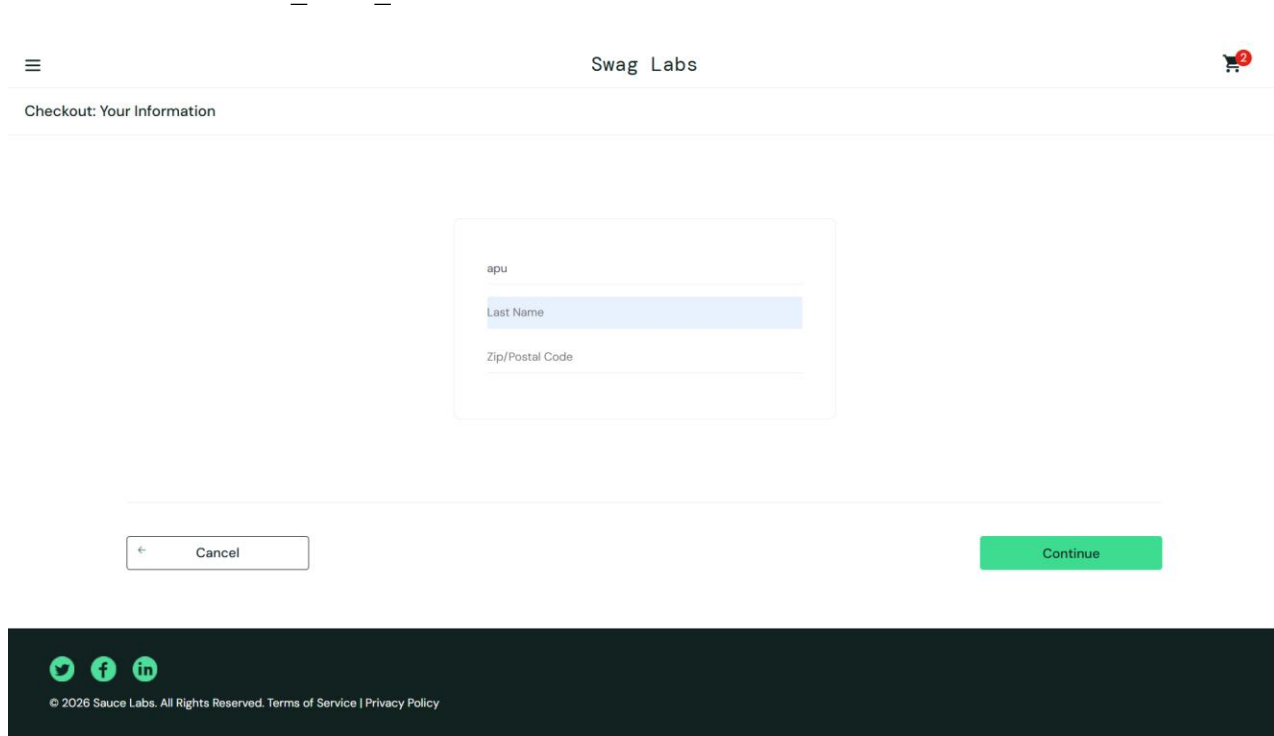 Swag Labs
2
Checkout: Your Information
apu
Last Name
Zip/Postal Code
Cancel
Continue
© 2026 Sauce Labs. All Rights Reserved. Terms of Service | Privacy Policy